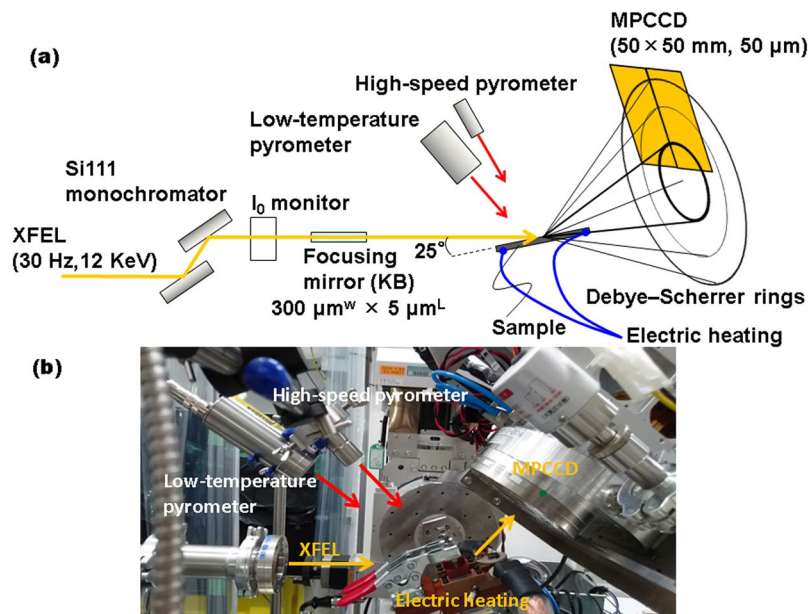 (a)
MPCCD
(50 × 50 mm, 50 μm)
High-speed pyrometer
Low-temperature
pyrometer
Si111
monochromator
I₀ monitor
XFEL
(30 Hz,12 KeV)
Focusing
mirror (KB)
300 μmʷ × 5 μmᴸ
25°
Sample
Debye–Scherrer rings
Electric heating
(b)
High-speed pyrometer
Low-temperature
pyrometer
MPCCD
XFEL
Electric heating